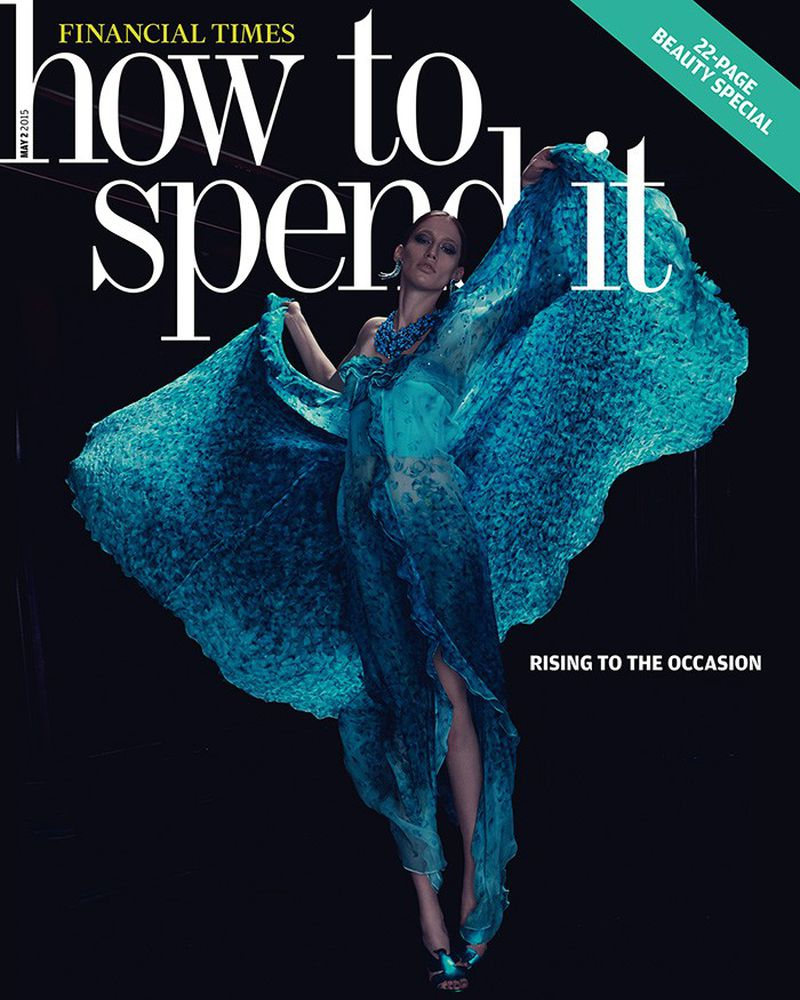 FINANCIAL TIMES
how to
spend it
MAY 2 2015
22-PAGE
BEAUTY SPECIAL
RISING TO THE OCCASION